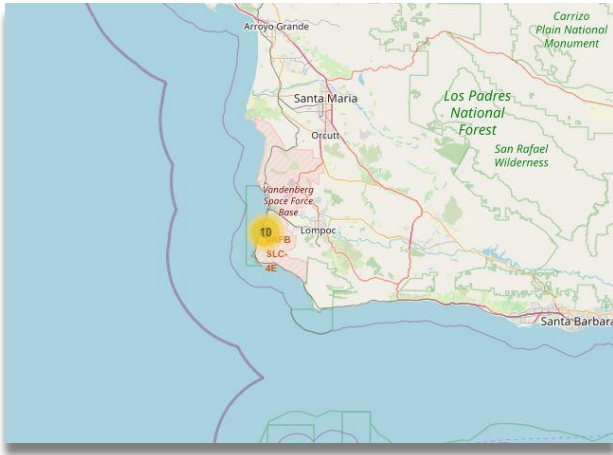 Carrizo
Plain National
Monument
Arroyo Grande
Santa Maria
Los Padres
National
Forest
Orcutt
San Rafael
Wilderness
Vandenberg
Space Force
Base
10
Lompoc
AFB
SLC-
4E
Santa Barbara